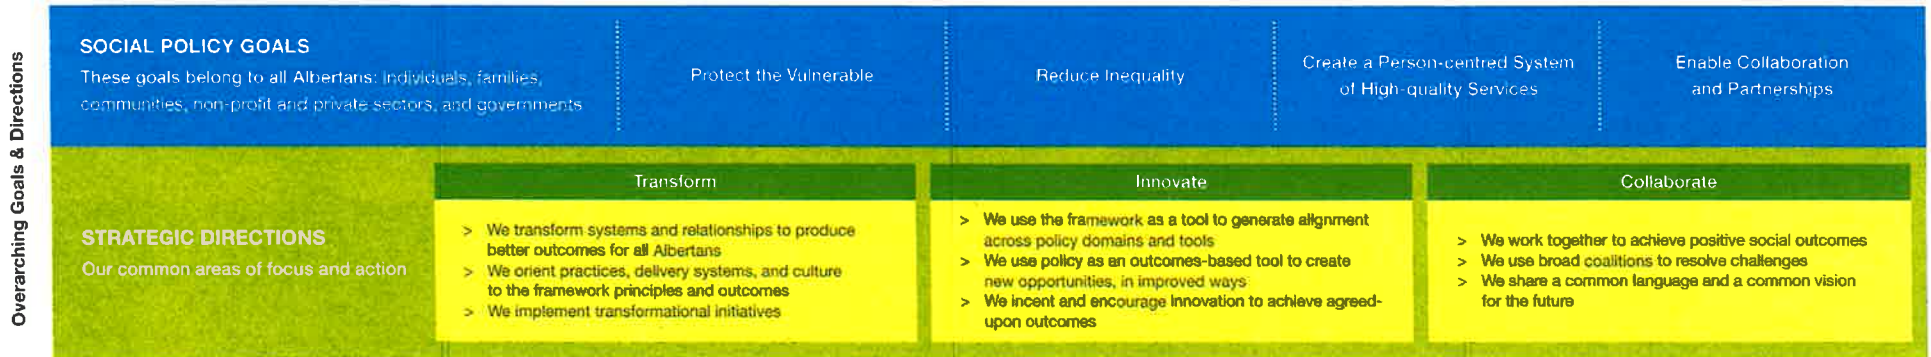 Overarching Goals & Directions
SOCIAL POLICY GOALS
These goals belong to all Albertans: individuals, families,
communities, non-profit and private sectors, and governments
Protect the Vulnerable
Reduce Inequality
Create a Person-centred System
of High-quality Services
Enable Collaboration
and Partnerships
STRATEGIC DIRECTIONS
Our common areas of focus and action
Transform
> We transform systems and relationships to produce
better outcomes for all Albertans
> We orient practices, delivery systems, and culture
to the framework principles and outcomes
> We implement transformational initiatives
Innovate
> We use the framework as a tool to generate alignment
across policy domains and tools
> We use policy as an outcomes-based tool to create
new opportunities, in improved ways
> We incent and encourage innovation to achieve agreed-
upon outcomes
Collaborate
> We work together to achieve positive social outcomes
> We use broad coalitions to resolve challenges
> We share a common language and a common vision
for the future